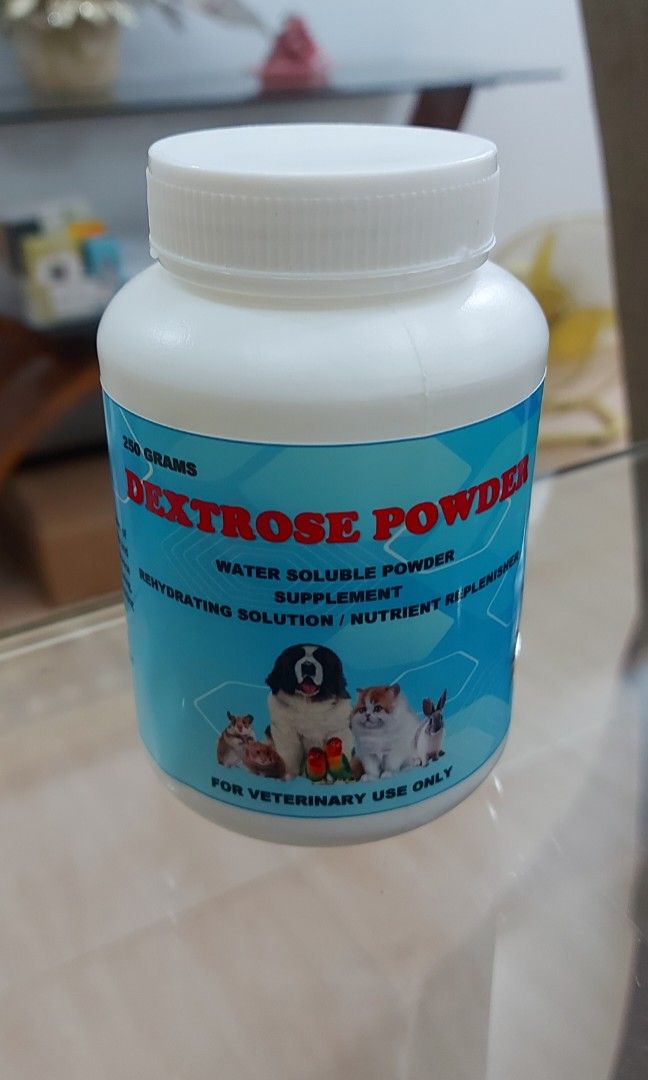 250 GRAMS
DEXTROSE POWDER
WATER SOLUBLE POWDER
SUPPLEMENT
REHYDRATING SOLUTION / NUTRIENT REPLENISHER
FOR VETERINARY USE ONLY